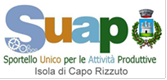 Suap
Sportello Unico per le Attività Produttive
Isola di Capo Rizzuto